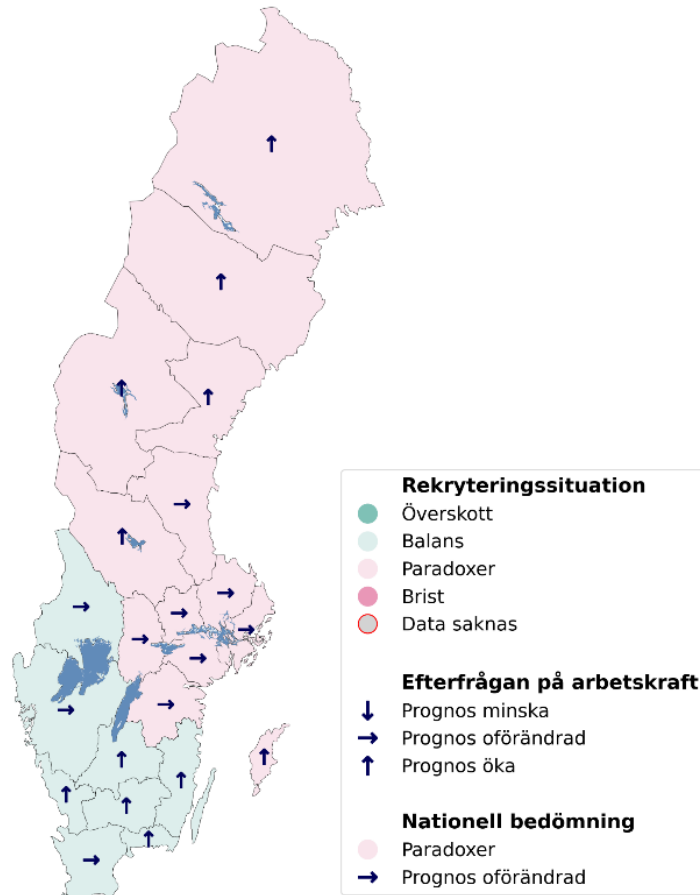 Rekryteringssituation
Överskott
Balans
Paradoxer
Brist
Data saknas
Efterfrågan på arbetskraft
Prognos minska
Prognos oförändrad
Prognos öka
Nationell bedömning
Paradoxer
Prognos oförändrad